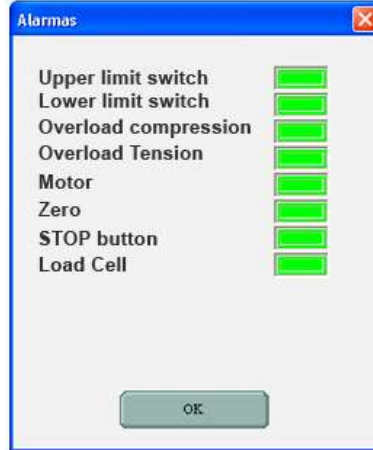 Alarmas
Upper limit switch
Lower limit switch
Overload compression
Overload Tension
Motor
Zero
STOP button
Load Cell
OK